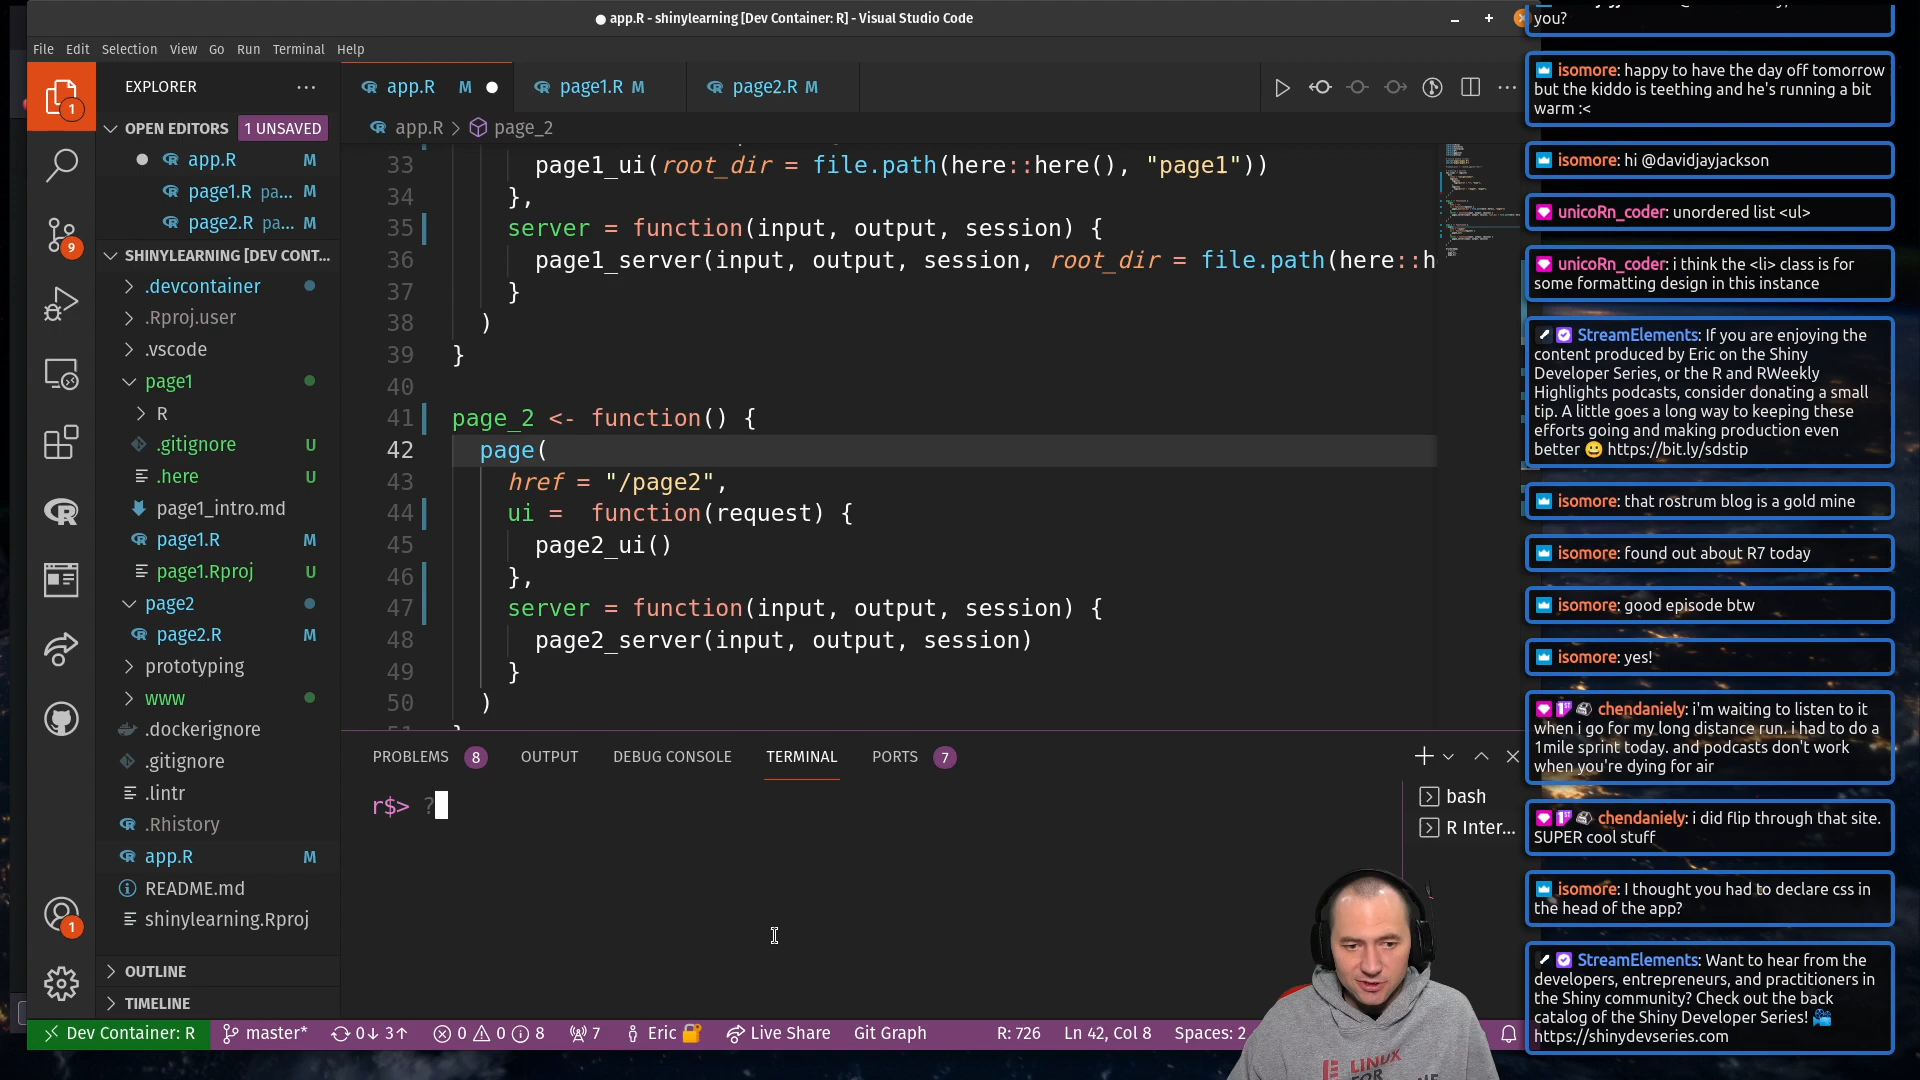 app.R - shinylearning [Dev Container: R] - Visual Studio Code
File Edit Selection View Go Run Terminal Help
EXPLORER
OPEN EDITORS 1 UNSAVED
app.R M
page1.R pa... M
page2.R pa... M
SHINYLEARNING [DEV CONT...
.devcontainer
.Rproj.user
.vscode
page1
R
.gitignore U
.here U
page1_intro.md
page1.R M
page1.Rproj U
page2
page2.R M
prototyping
www
.dockerignore
.gitignore
.lintr
.Rhistory
app.R M
README.md
shinylearning.Rproj
OUTLINE
TIMELINE
1
9
1
app.R M
page1.R M
page2.R M
app.R > page_2
33 page1_ui(root_dir = file.path(here::here(), "page1"))
34 },
35 server = function(input, output, session) {
36 page1_server(input, output, session, root_dir = file.path(here::h
37 }
38 )
39 }
40
41 page_2 <- function() {
42 page(
43 href = "/page2",
44 ui =  function(request) {
45 page2_ui()
46 },
47 server = function(input, output, session) {
48 page2_server(input, output, session)
49 }
50 )
PROBLEMS 8 OUTPUT DEBUG CONSOLE TERMINAL PORTS 7
r$> ?
bash
R Inter...
Dev Container: R master* 0↓ 3↑ 0 0 8 7 Eric Live Share Git Graph R: 726 Ln 42, Col 8 Spaces: 2
you?
isomore: happy to have the day off tomorrow
but the kiddo is teething and he's running a bit
warm :<
isomore: hi @davidjayjackson
unicoRn_coder: unordered list <ul>
unicoRn_coder: i think the <li> class is for
some formatting design in this instance
StreamElements: If you are enjoying the
content produced by Eric on the Shiny
Developer Series, or the R and RWeekly
Highlights podcasts, consider donating a small
tip. A little goes a long way to keeping these
efforts going and making production even
better 😀 https://bit.ly/sdstip
isomore: that rostrum blog is a gold mine
isomore: found out about R7 today
isomore: good episode btw
isomore: yes!
chendaniely: i'm waiting to listen to it
when i go for my long distance run. i had to do a
1mile sprint today. and podcasts don't work
when you're dying for air
chendaniely: i did flip through that site.
SUPER cool stuff
isomore: I thought you had to declare css in
the head of the app?
StreamElements: Want to hear from the
developers, entrepreneurs, and practitioners in
the Shiny community? Check out the back
catalog of the Shiny Developer Series!
https://shinydevseries.com
LINUX
FOR